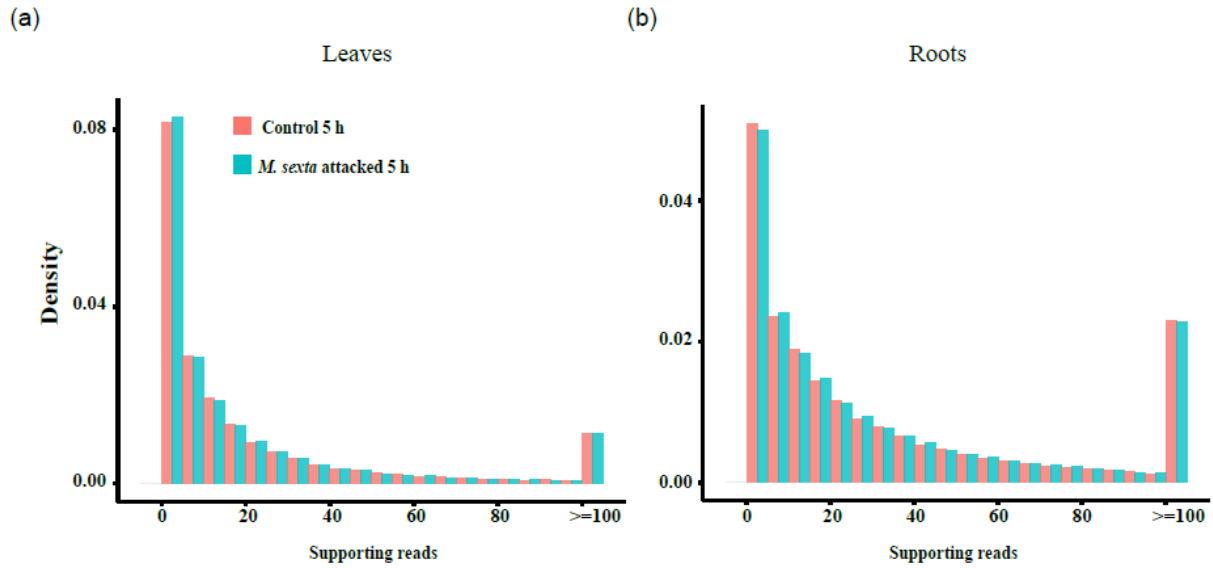 (a)
Leaves
0.08
0.04
0.00
Density
Control 5 h
M. sexta attacked 5 h
0 20 40 60 80 >=100
Supporting reads
(b)
Roots
0.04
0.02
0.00
0 20 40 60 80 >=100
Supporting reads